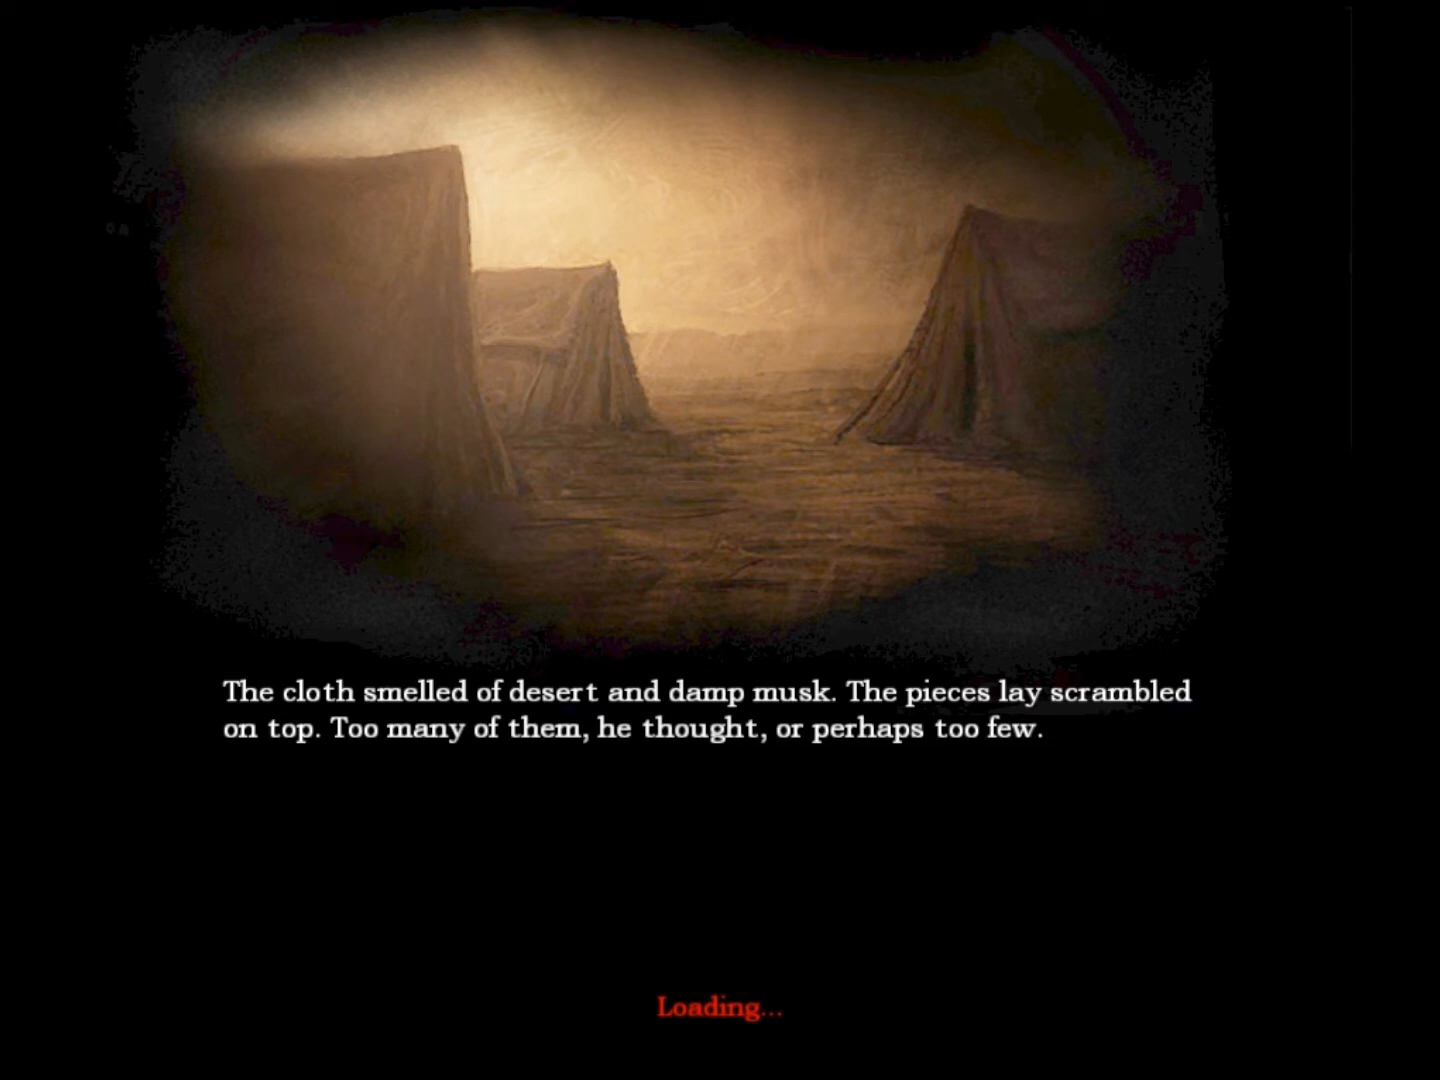 The cloth smelled of desert and damp musk. The pieces lay scrambled
on top. Too many of them, he thought, or perhaps too few.
Loading...